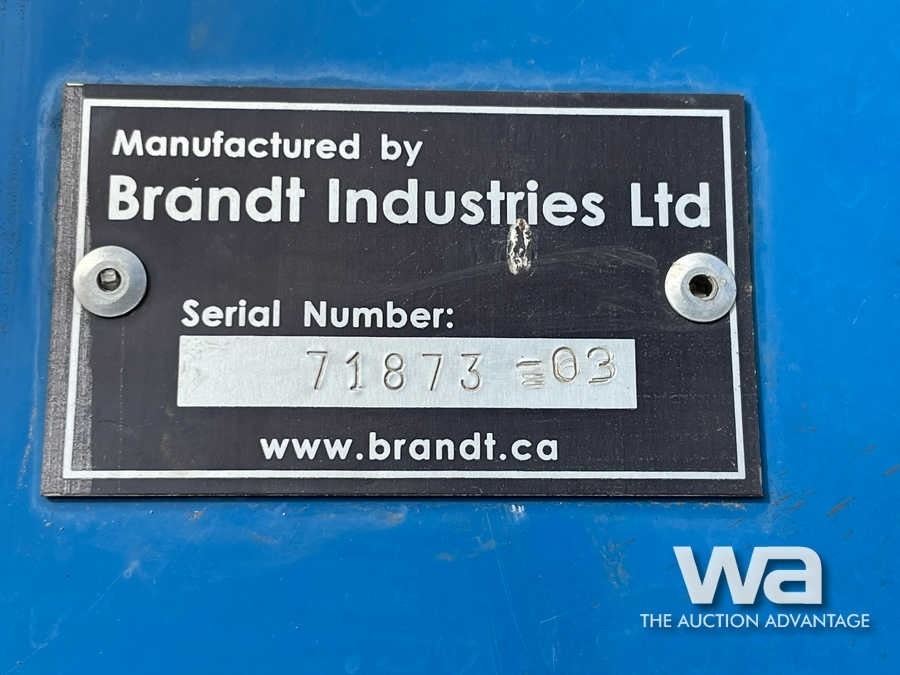 Manufactured by
Brandt Industries Ltd
Serial Number:
71873 -03
www.brandt.ca
wa
THE AUCTION ADVANTAGE